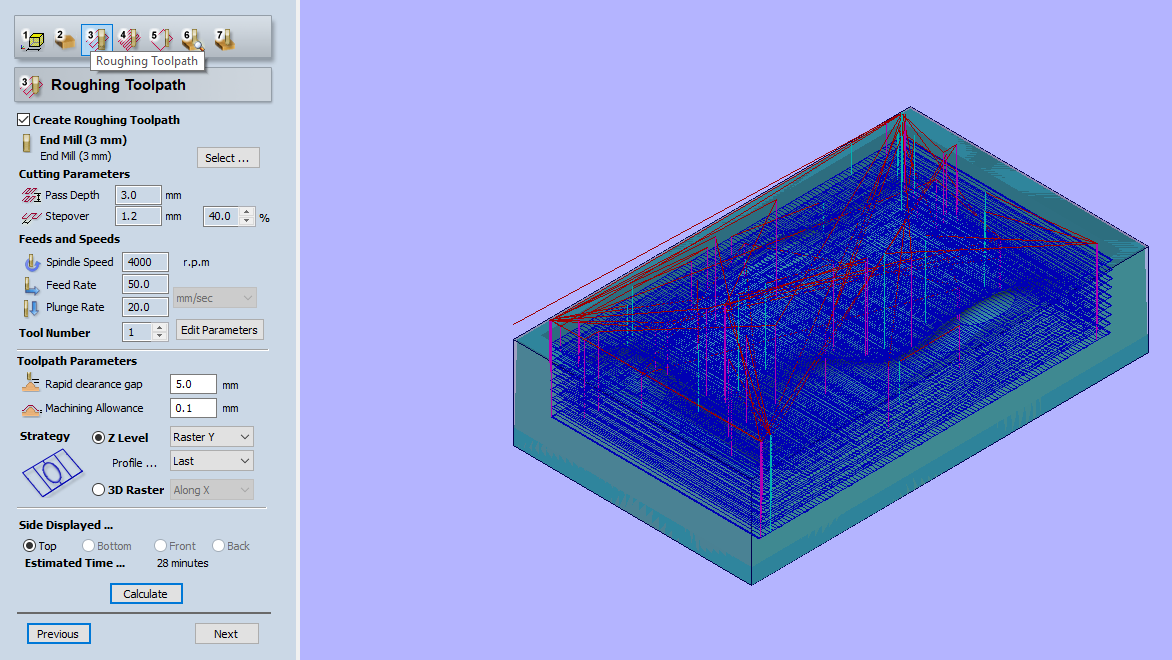 1 2 3 4 5 6 7
Roughing Toolpath
3 Roughing Toolpath
Create Roughing Toolpath
End Mill (3 mm)
End Mill (3 mm)
Select ...
Cutting Parameters
Pass Depth 3.0 mm
Stepover 1.2 mm 40.0 %
Feeds and Speeds
Spindle Speed 4000 r.p.m
Feed Rate 50.0
mm/sec
Plunge Rate 20.0
Tool Number 1 Edit Parameters
Toolpath Parameters
Rapid clearance gap 5.0 mm
Machining Allowance 0.1 mm
Strategy Z Level Raster Y
Profile ... Last
3D Raster Along X
Side Displayed ...
Top Bottom Front Back
Estimated Time ... 28 minutes
Calculate
Previous Next